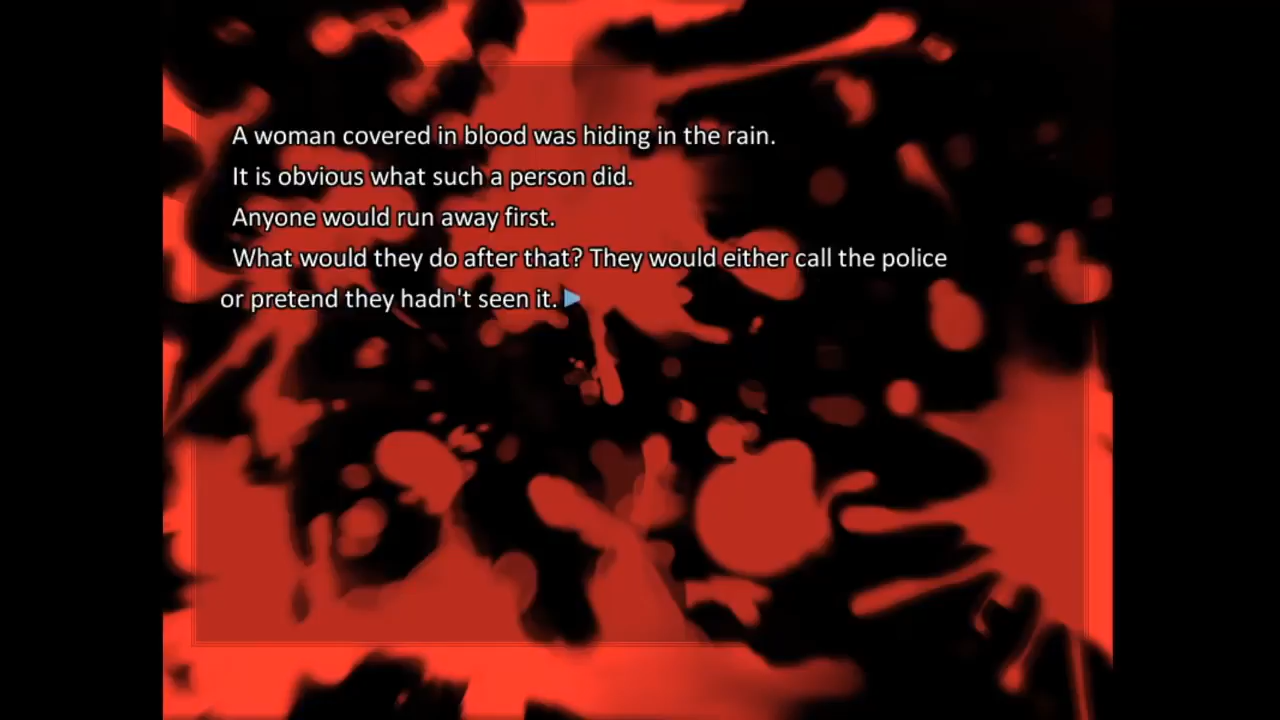 A woman covered in blood was hiding in the rain.
It is obvious what such a person did.
Anyone would run away first.
What would they do after that? They would either call the police
or pretend they hadn't seen it.